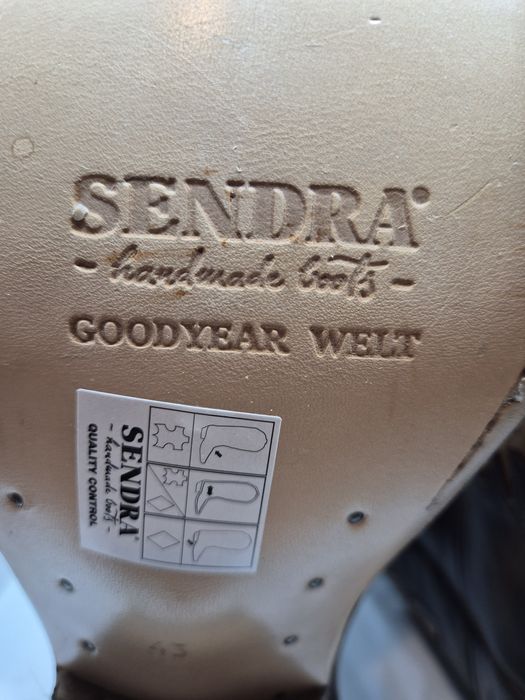 SENDRA®
- handmade boots -
GOODYEAR WELT
SENDRA®
- handmade boots -
QUALITY CONTROL
43